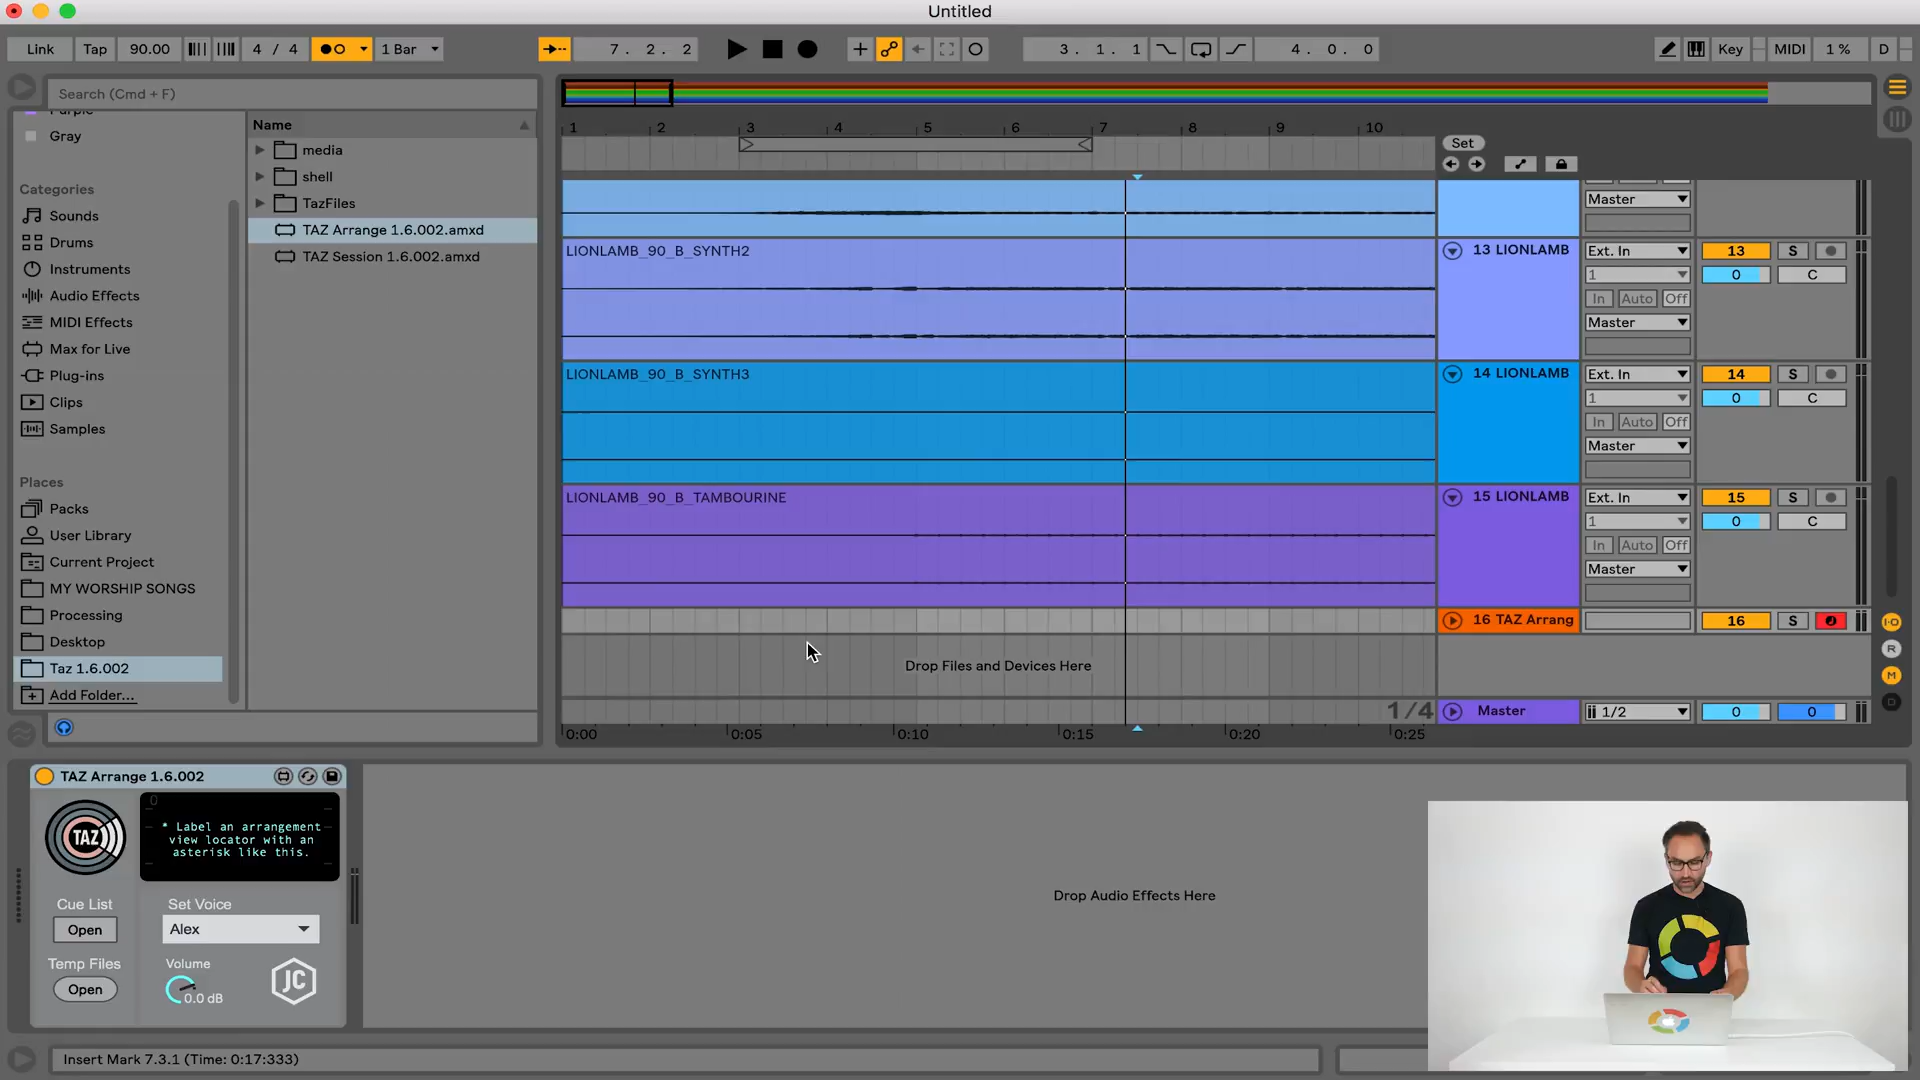 Untitled
Link Tap 90.00 4 / 4 1 Bar 7. 2. 2 3. 1. 1 4. 0. 0 Key MIDI 1 % D
Search (Cmd + F)
Gray
Categories
Sounds
Drums
Instruments
Audio Effects
MIDI Effects
Max for Live
Plug-ins
Clips
Samples
Places
Packs
User Library
Current Project
MY WORSHIP SONGS
Processing
Desktop
Taz 1.6.002
Add Folder...
Name
media
shell
TazFiles
TAZ Arrange 1.6.002.amxd
TAZ Session 1.6.002.amxd
1 2 3 4 5 6 7 8 9 10
Set
Master
LIONLAMB_90_B_SYNTH2
13 LIONLAMB Ext. In 13 S
1 0 C
In Auto Off
Master
LIONLAMB_90_B_SYNTH3
14 LIONLAMB Ext. In 14 S
1 0 C
In Auto Off
Master
LIONLAMB_90_B_TAMBOURINE
15 LIONLAMB Ext. In 15 S
1 0 C
In Auto Off
Master
16 TAZ Arrang 16 S
Drop Files and Devices Here
1/4 Master 1/2 0 0
0:00 0:05 0:10 0:15 0:20 0:25
I·O
R
M
D
TAZ Arrange 1.6.002
TAZ
0
* Label an arrangement
view locator with an
asterisk like this.
Cue List
Open
Set Voice
Alex
Temp Files
Open
Volume
0.0 dB
JC
Drop Audio Effects Here
Insert Mark 7.3.1 (Time: 0:17:333)